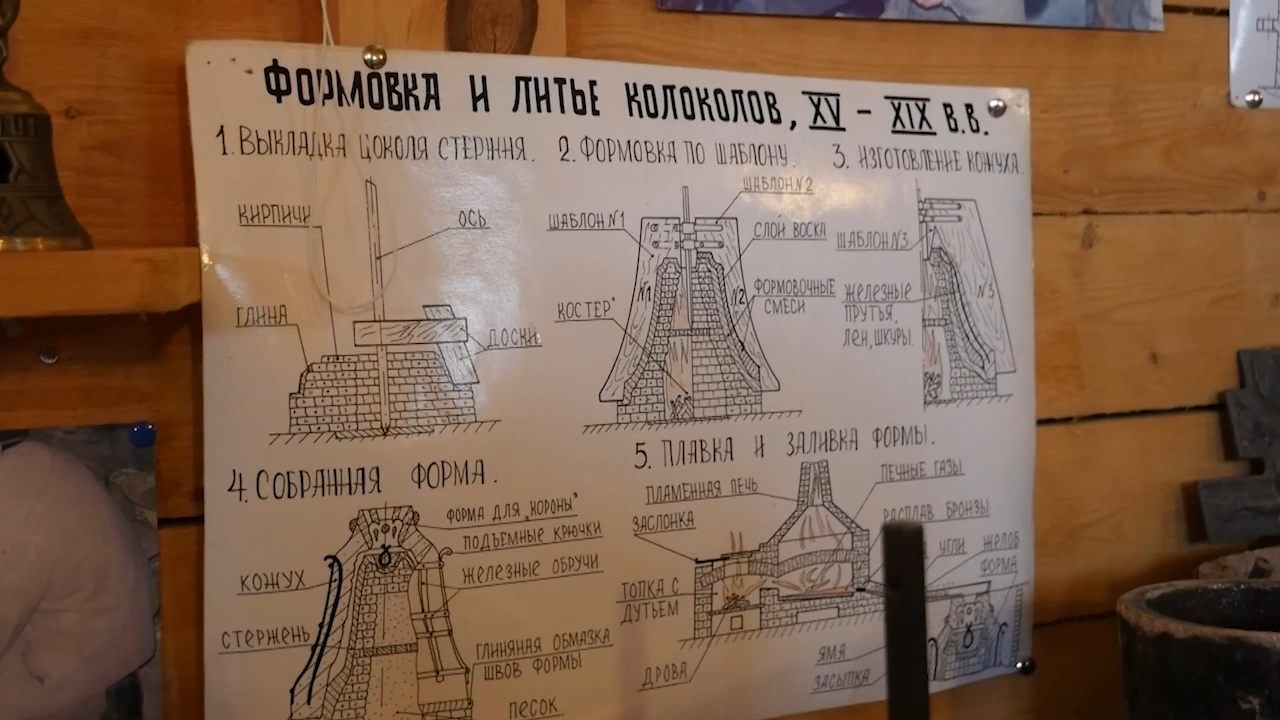 ФОРМОВКА И ЛИТЬЕ КОЛОКОЛОВ, XV – XIX В.В.
1. ВЫКЛАДКА ЦОКОЛЯ СТЕРЖНЯ.
КИРПИЧИ
ОСЬ
ГЛИНА
ДОСКИ
2. ФОРМОВКА ПО ШАБЛОНУ.
ШАБЛОН №2
ШАБЛОН №1
СЛОЙ ВОСКА
ФОРМОВОЧНЫЕ
СМЕСИ
КОСТЕР
№1
№2
3. ИЗГОТОВЛЕНИЕ КОЖУХА.
ШАБЛОН №3
ЖЕЛЕЗНЫЕ
ПРУТЬЯ,
ЛЕН, ШКУРЫ.
№3
4. СОБРАННАЯ ФОРМА.
ФОРМА ДЛЯ „КОРОНЫ"
ПОДЪЕМНЫЕ КРЮЧКИ
КОЖУХ
ЖЕЛЕЗНЫЕ ОБРУЧИ
СТЕРЖЕНЬ
ГЛИНЯНАЯ ОБМАЗКА
ШВОВ ФОРМЫ
ПЕСОК
5. ПЛАВКА И ЗАЛИВКА ФОРМЫ.
ПЕЧНЫЕ ГАЗЫ
ПЛАМЕННАЯ ПЕЧЬ
РАСПЛАВ БРОНЗЫ
ЗАСЛОНКА
УГЛИ
ЖЕЛОБ
ФОРМА
ТОПКА С
ДУТЬЕМ
ДРОВА
ЯМА
ЗАСЫПКА